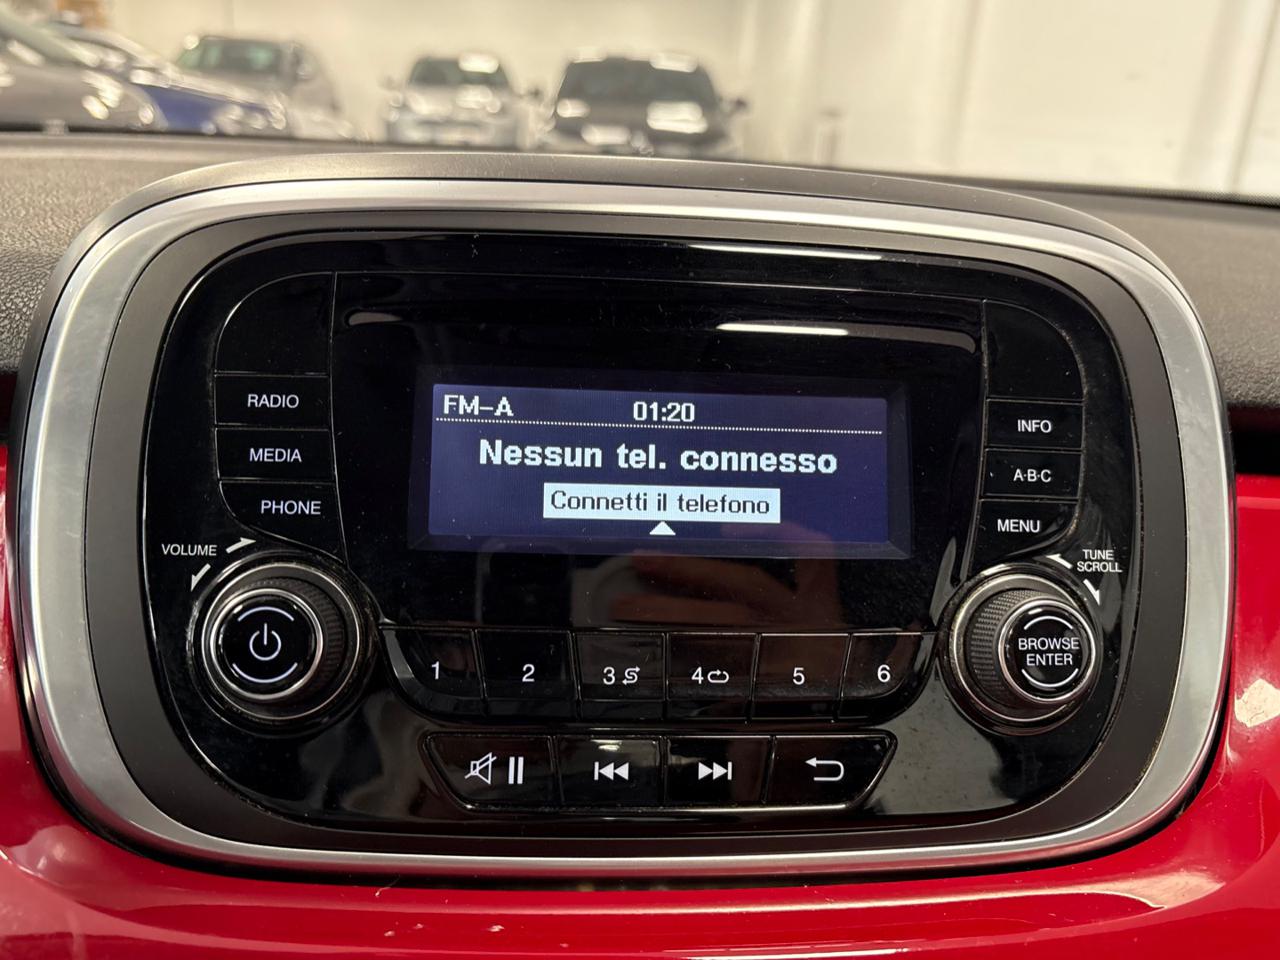 FM-A 01:20
Nessun tel. connesso
Connetti il telefono
RADIO
MEDIA
PHONE
VOLUME
INFO
A·B·C
MENU
TUNE
SCROLL
BROWSE
ENTER
1 2 3 4 5 6